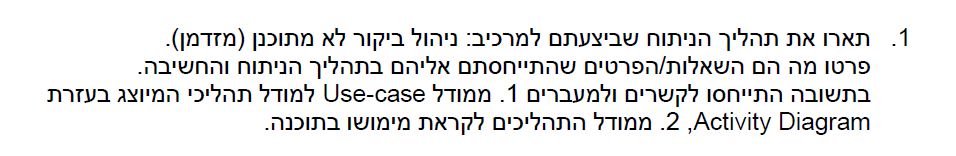 1. תארו את תהליך הניתוח שביצעתם למרכיב: ניהול ביקור לא מתוכנן (מזדמן).
פרטו מה הם השאלות/הפרטים שהתייחסתם אליהם בתהליך הניתוח והחשיבה.
בתשובה התייחסו לקשרים ולמעברים 1. ממודל Use-case למודל תהליכי המיוצג בעזרת
Activity Diagram, 2. ממודל התהליכים לקראת מימושו בתוכנה.